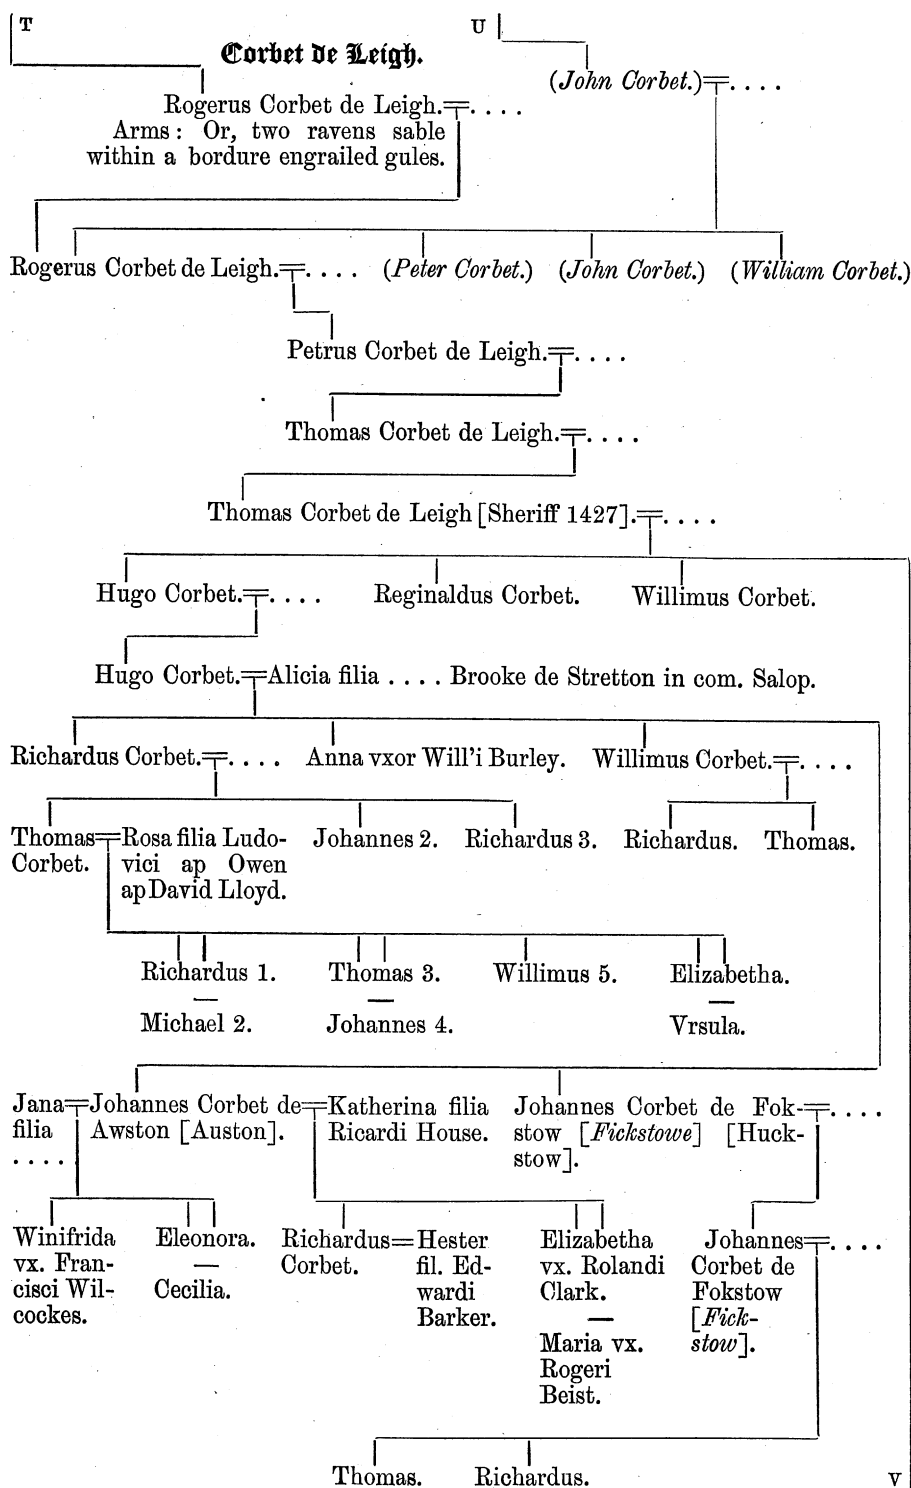 T
U
Corbet de Leigh.
(John Corbet.)=. . . .
Rogerus Corbet de Leigh.=. . . .
Arms: Or, two ravens sable
within a bordure engrailed gules.
Rogerus Corbet de Leigh.=. . . . (Peter Corbet.) (John Corbet.) (William Corbet.)
Petrus Corbet de Leigh.=. . . .
Thomas Corbet de Leigh.=. . . .
Thomas Corbet de Leigh [Sheriff 1427].=. . . .
Hugo Corbet.=. . . . Reginaldus Corbet. Willimus Corbet.
Hugo Corbet.=Alicia filia . . . . Brooke de Stretton in com. Salop.
Richardus Corbet.=. . . . Anna vxor Will'i Burley. Willimus Corbet.=. . . .
Thomas=Rosa filia Ludo- Johannes 2. Richardus 3. Richardus. Thomas.
Corbet. vici ap Owen
ap David Lloyd.
Richardus 1. Thomas 3. Willimus 5. Elizabetha.
—
Michael 2. Johannes 4. Vrsula.
Jana=Johannes Corbet de=Katherina filia Johannes Corbet de Fok-=. . . .
filia Awston [Auston]. Ricardi House. stow [Fickstowe] [Huck-
. . . . stow].
Winifrida Eleonora. Richardus=Hester Elizabetha Johannes=. . . .
vx. Fran- — Corbet. fil. Ed- vx. Rolandi Corbet de
cisci Wil- Cecilia. wardi Clark. Fokstow
cockes. Barker. — [Fick-
Maria vx. stow].
Rogeri
Beist.
Thomas. Richardus. V